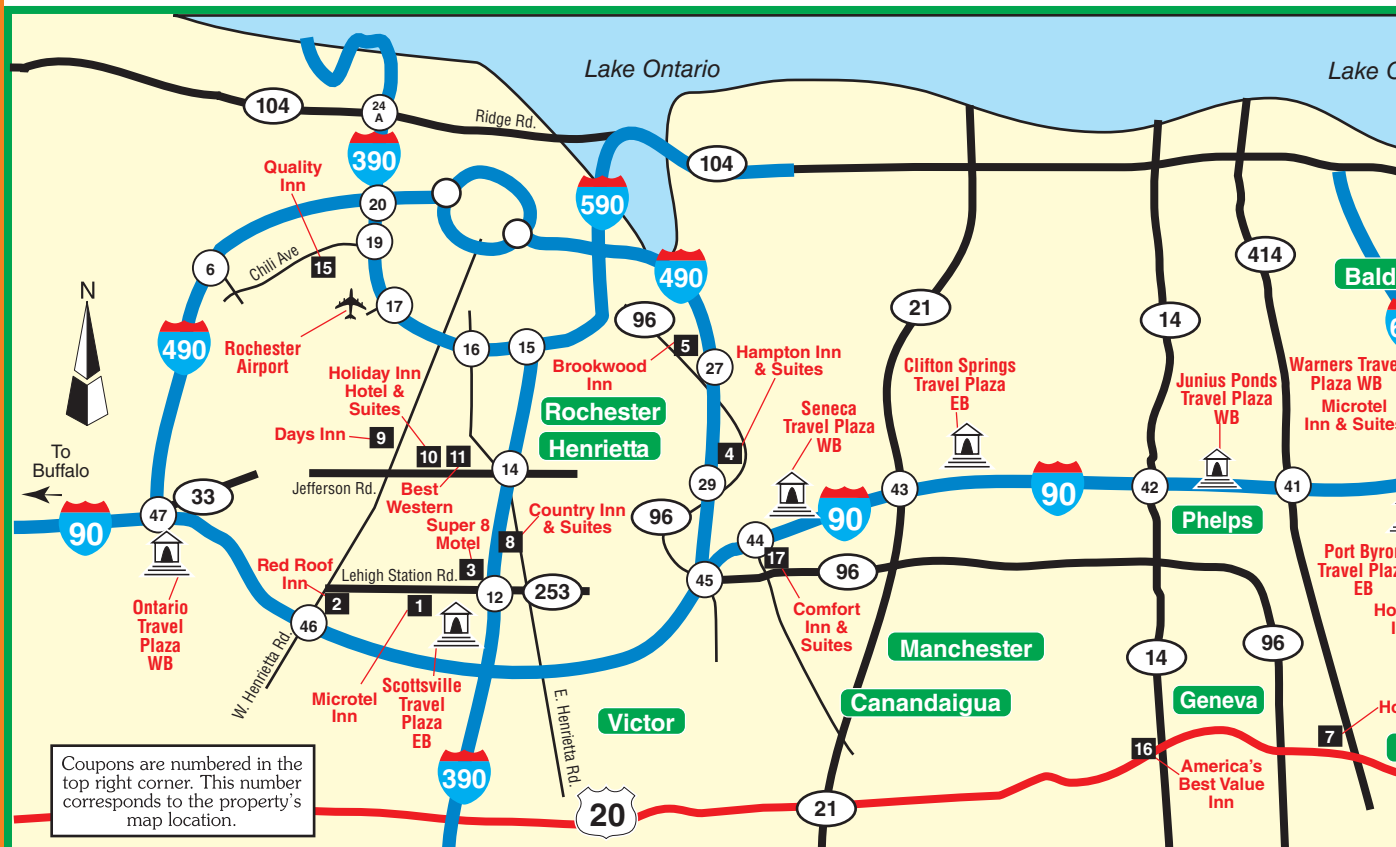 Lake Ontario
Lake O
104
24
A
Ridge Rd.
390
104
Quality
Inn
20
590
19
6
Chili Ave
15
490
414
21
Bald
N
17
96
14
490
Rochester
Airport
16
15
5
27
Brookwood
Inn
Hampton Inn
& Suites
Clifton Springs
Travel Plaza
EB
Junius Ponds
Travel Plaza
WB
Warners Trave
Plaza WB
Microtel
Inn & Suites
Holiday Inn
Hotel &
Suites
Rochester
Henrietta
Seneca
Travel Plaza
WB
Days Inn
9
10
11
4
To
Buffalo
14
Jefferson Rd.
Best
Western
29
43
42
41
33
47
90
96
90
90
Phelps
Super 8
Motel
Country Inn
& Suites
8
44
17
Port Byron
Travel Plaz
EB
Red Roof
Inn
Lehigh Station Rd.
3
2
1
12
253
45
96
Ontario
Travel
Plaza
WB
46
Comfort
Inn &
Suites
Ho
I
Manchester
14
96
W. Henrietta Rd.
Microtel
Inn
Scottsville
Travel
Plaza
EB
E. Henrietta Rd.
Victor
Canandaigua
Geneva
Ho
7
16
America's
Best Value
Inn
390
20
21
Coupons are numbered in the
top right corner. This number
corresponds to the property's
map location.